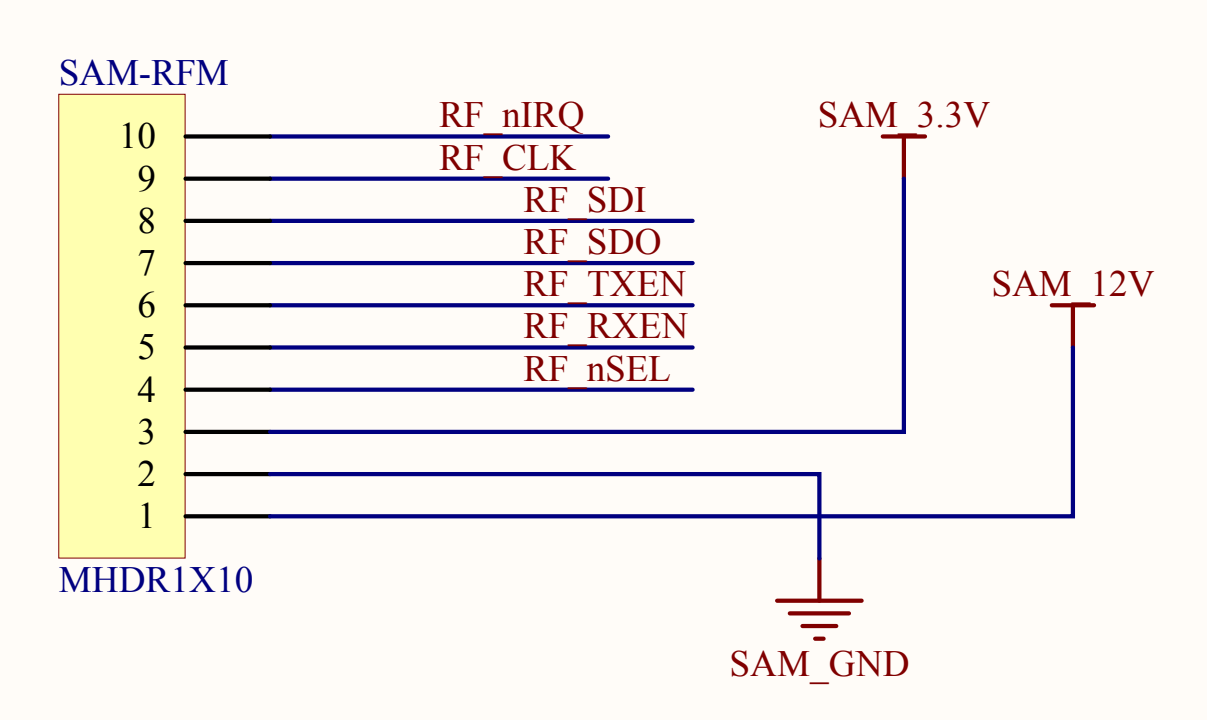 SAM-RFM
10
RF_nIRQ
SAM_3.3V
9
RF_CLK
8
RF_SDI
7
RF_SDO
6
RF_TXEN
SAM_12V
5
RF_RXEN
4
RF_nSEL
3
2
1
MHDR1X10
SAM_GND